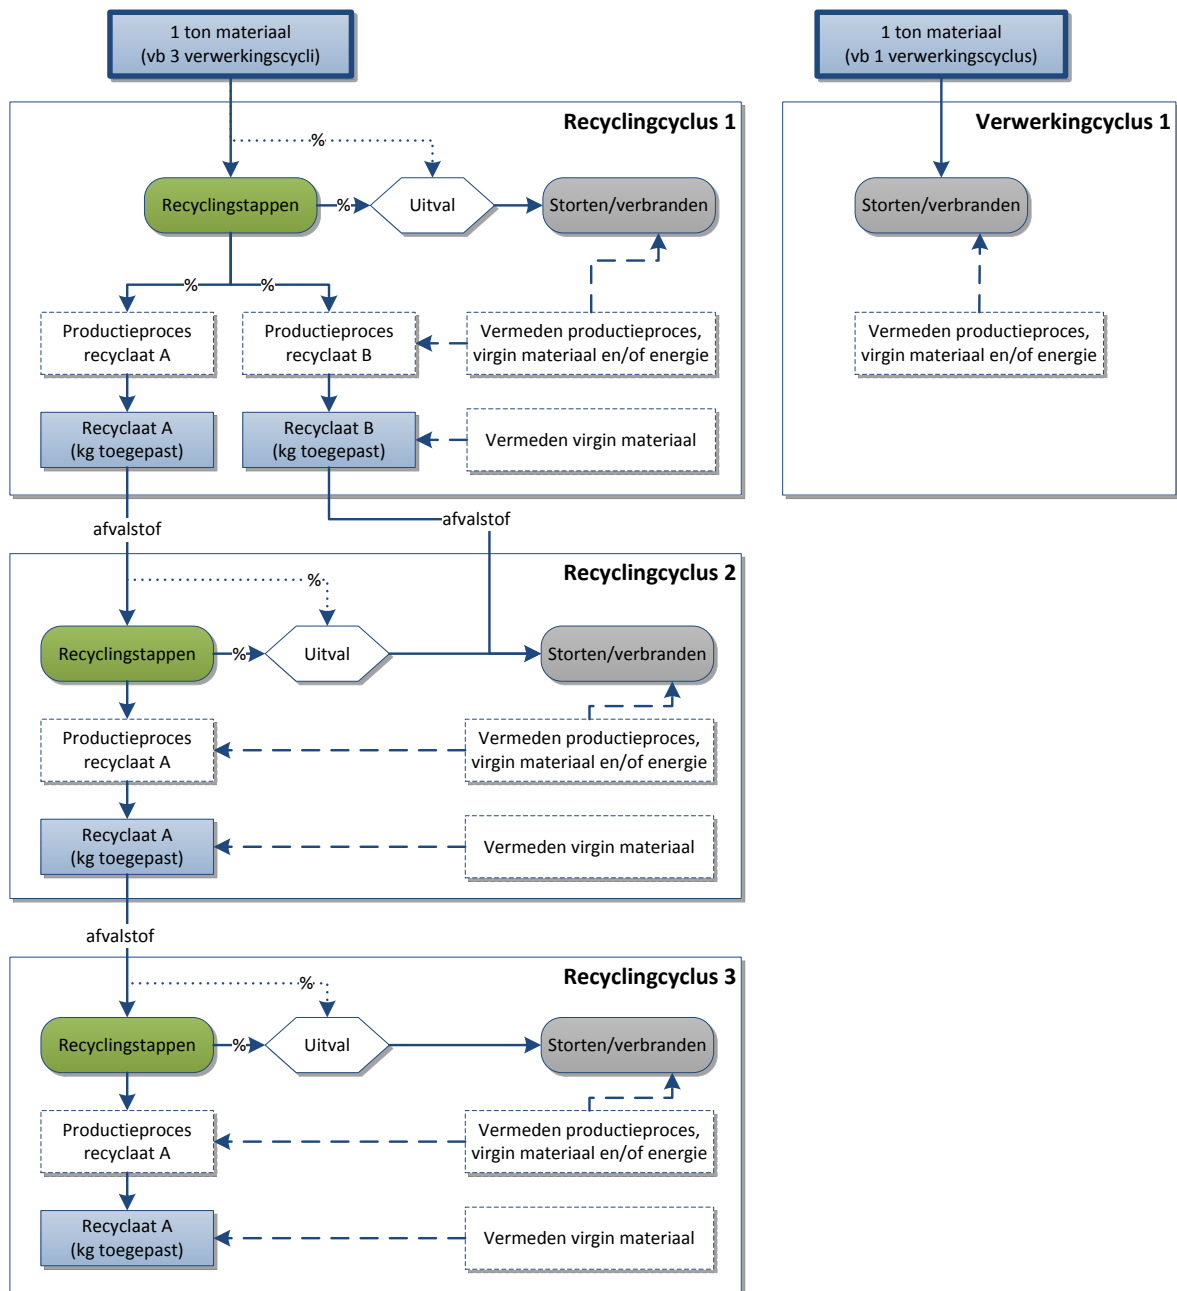 1 ton materiaal
(vb 3 verwerkingscycli)
1 ton materiaal
(vb 1 verwerkingscyclus)
Recyclingcyclus 1
%
Recyclingstappen
%
Uitval
Storten/verbranden
%
%
Productieproces
recyclaat A
Productieproces
recyclaat B
Vermeden productieproces,
virgin materiaal en/of energie
Recyclaat A
(kg toegepast)
Recyclaat B
(kg toegepast)
Vermeden virgin materiaal
Verwerkingcyclus 1
Storten/verbranden
Vermeden productieproces,
virgin materiaal en/of energie
afvalstof
afvalstof
Recyclingcyclus 2
%
Recyclingstappen
%
Uitval
Storten/verbranden
Productieproces
recyclaat A
Vermeden productieproces,
virgin materiaal en/of energie
Recyclaat A
(kg toegepast)
Vermeden virgin materiaal
afvalstof
Recyclingcyclus 3
%
Recyclingstappen
%
Uitval
Storten/verbranden
Productieproces
recyclaat A
Vermeden productieproces,
virgin materiaal en/of energie
Recyclaat A
(kg toegepast)
Vermeden virgin materiaal